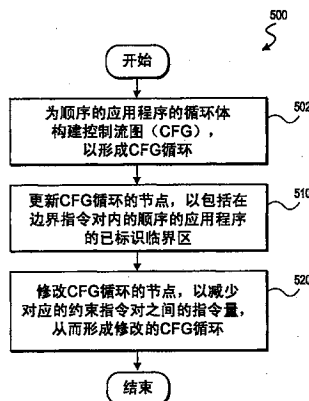 500
开始
为顺序的应用程序的循环体
构建控制流图（CFG），
以形成CFG循环
502
更新CFG循环的节点，以包括在
边界指令对内的顺序的应用程序
的已标识临界区
510
修改CFG循环的节点，以减少
对应的约束指令对之间的指令量，
从而形成修改的CFG循环
520
结束